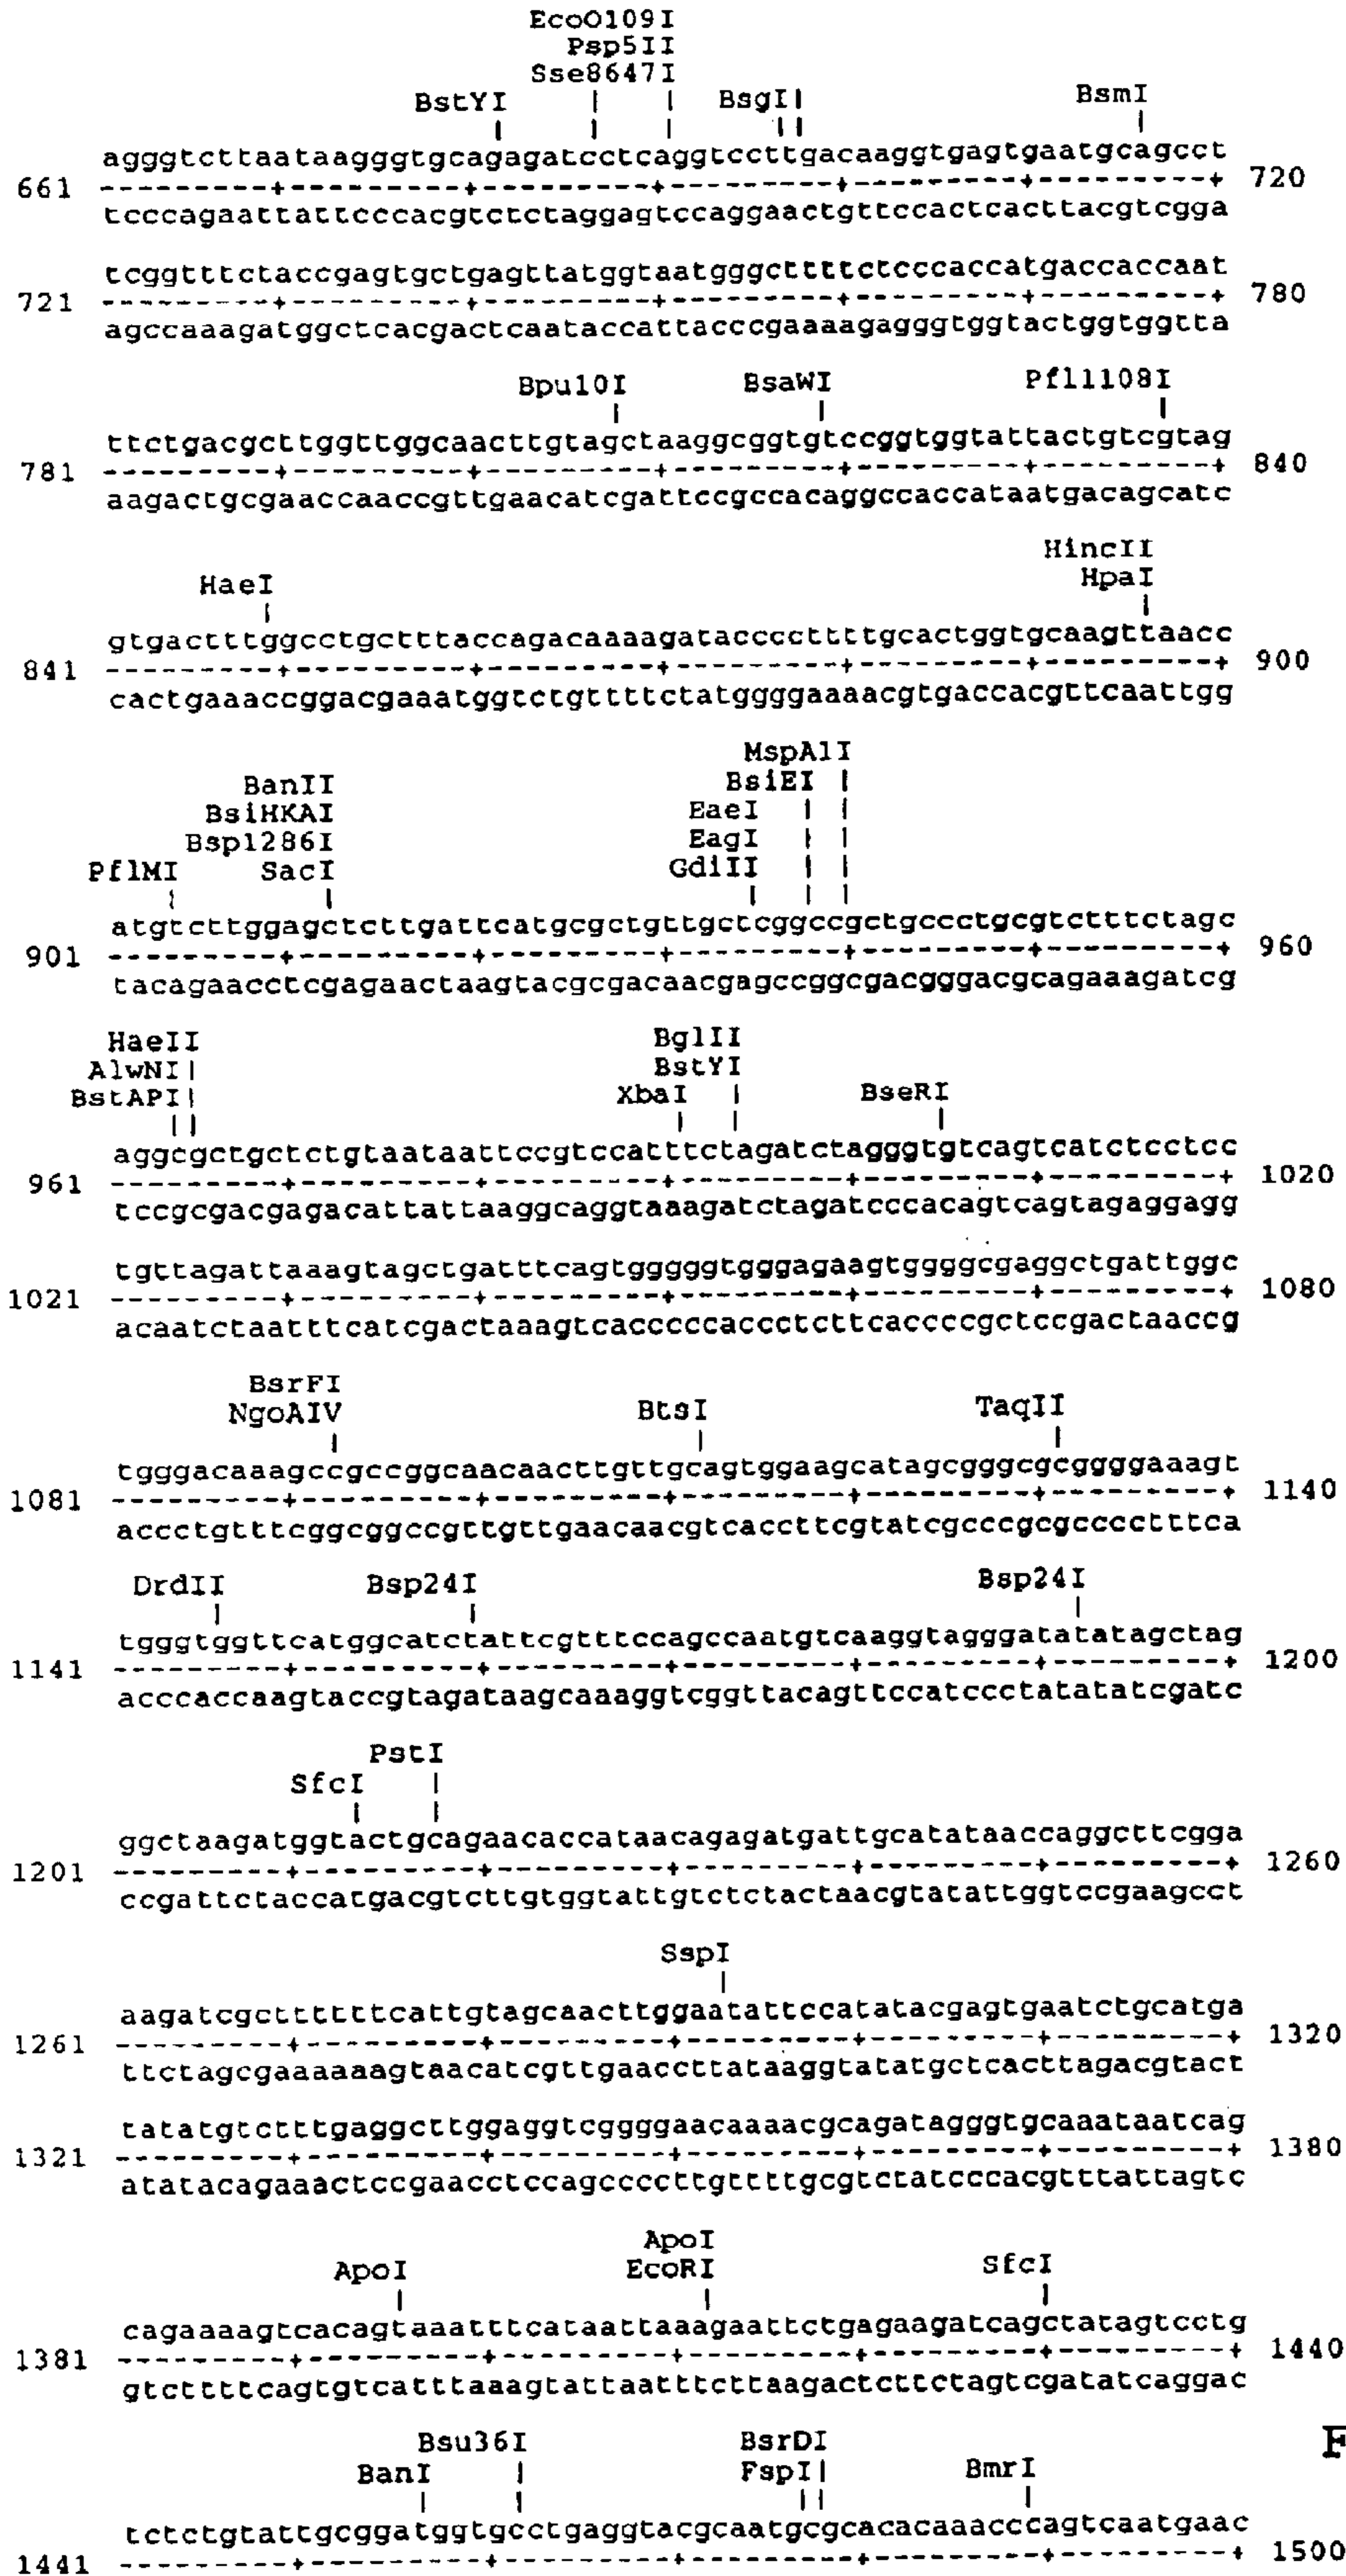 EcoO109I
Psp5II
Sse8647I
BstYI | | BsgI| BsmI
| | | || |
agggtcttaataagggtgcagagatcctcaggtccttgacaaggtgagtgaatgcagcct
661 ---------+---------+---------+---------+---------+---------+ 720
tcccagaattattcccacgtctctaggagtccaggaactgttccactcacttacgtcgga
tcggtttctaccgagtgctgagttatggtaatgggcttttctcccaccatgaccaccaat
721 ---------+---------+---------+---------+---------+---------+ 780
agccaaagatggctcacgactcaataccattacccgaaaagagggtggtactggtggtta
Bpu10I BsaWI Pfl1108I
| | |
ttctgacgcttggttggcaacttgtagctaaggcggtgtccggtggtattactgtcgtag
781 ---------+---------+---------+---------+---------+---------+ 840
aagactgcgaaccaaccgttgaacatcgattccgccacaggccaccataatgacagcatc
HincII
HaeI HpaI
| |
gtgactttggcctgctttaccagacaaaagatacccctttttgcactggtgcaagttaacc
841 ---------+---------+---------+---------+---------+---------+ 900
cactgaaaccggacgaaatggtctgttttctatggggaaaacgtgaccacgttcaattgg
MspA1I
BanII BsiEI |
BsiHKAI EaeI | |
Bsp1286I EagI | |
PflMI SacI GdiII | |
| | | | |
atgtcttggagctcttgattcatgcgctgttgctcggccgctgccctgcgtctttctagc
901 ---------+---------+---------+---------+---------+---------+ 960
tacagaacctcgagaactaagtacgcgacaacgagccggcgacgggacgcagaaagatcg
HaeII BglII
AlwNI| BstYI
BstAPI| XbaI | BseRI
|| | | |
aggcgctgctctgtaataattccgtccatttctagatctagggtgtcagtcatctcctcc
961 ---------+---------+---------+---------+---------+---------+ 1020
tccgcgacgagacattattaaggcaggtaaagatctagatcccacagtcagtagaggagg
tgttagattaaagtagctgatttcagtgggggtgggagaagtggggcgaggctgattggc
1021 ---------+---------+---------+---------+---------+---------+ 1080
acaatctaatttcatcgactaaagtcacccccaccctcttcaccccgctccgactaaccg
BsrFI
NgoAIV BtsI TaqII
| | |
tgggacaaagccgccggcaacaacttgttgcagtggaagcatagcgggcgcggggaaagt
1081 ---------+---------+---------+---------+---------+---------+ 1140
accctgtttcggcggccgttgttgaacaacgtcaccttcgtatcgcccgcgcccctttca
DrdII Bsp24I Bsp24I
| | |
tgggtggttcatggcatctattcgtttccagccaatgtcaaggtagggatatatagctag
1141 ---------+---------+---------+---------+---------+---------+ 1200
acccaccaagtaccgtagataagcaaaggtcggttacagttccatccctatatatcgatc
PstI
SfcI |
| |
ggctaagatggtactgcagaacaccataacagagatgattgcatataaccaggcttcgga
1201 ---------+---------+---------+---------+---------+---------+ 1260
ccgattctaccatgacgtcttgtggtattgtctctactaacgtatattggtccgaagcct
SspI
|
aagatcgcttttttcattgtagcaacttggaatattccatatacgagtgaatctgcatga
1261 ---------+---------+---------+---------+---------+---------+ 1320
ttctagcgaaaaaagtaacatcgttgaaccttataaggtatatgctcacttagacgtact
tatatgtctttgaggcttggaggtcggggaacaaaacgcagatagggtgcaaataatcag
1321 ---------+---------+---------+---------+---------+---------+ 1380
atatacagaaactccgaacctccagccccttgttttgcgtctatcccacgtttattagtc
ApoI
ApoI EcoRI SfcI
| | |
cagaaaagtcacagtaaatttcataattaaagaattctgagaagatcagctatagtcctg
1381 ---------+---------+---------+---------+---------+---------+ 1440
gtcttttcagtgtcatttaaagtattaatttcttaagactcttctagtcgatatcaggac
F
Bsu36I BsrDI
BanI | FspI| BmrI
| | || |
tctctgtattgcggatggtgcctgaggtacgcaatgcgcacacaaacccagtcaatgaac
1441 ---------+---------+---------+---------+---------+---------+ 1500